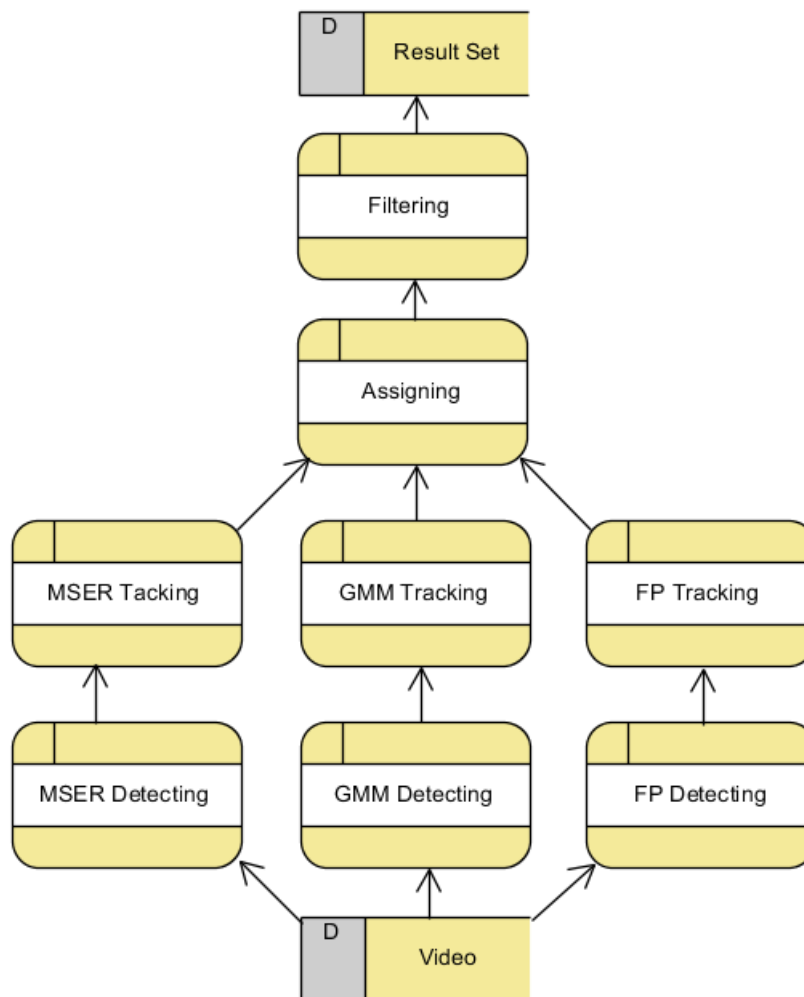 D
Result Set
Filtering
Assigning
MSER Tacking
GMM Tracking
FP Tracking
MSER Detecting
GMM Detecting
FP Detecting
D
Video